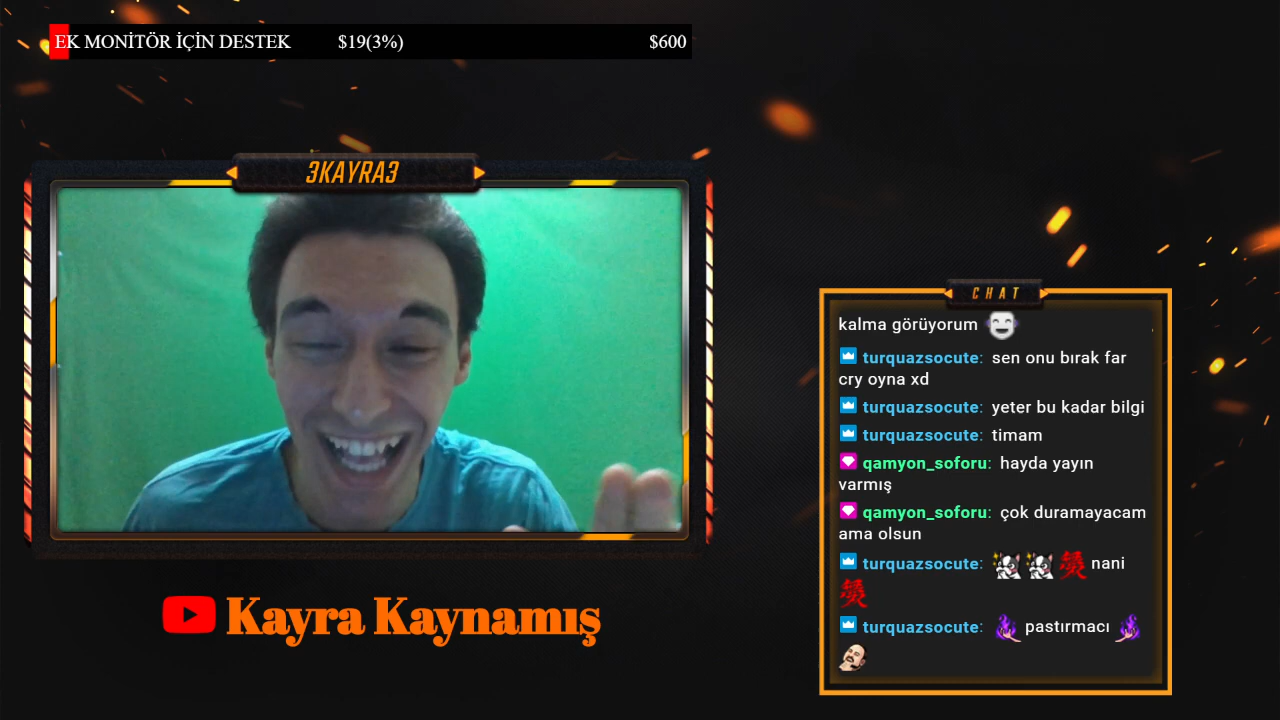 EK MONİTÖR İÇİN DESTEK $19(3%) $600
3KAYRA3
CHAT
kalma görüyorum
turquazsocute: sen onu bırak far
cry oyna xd
turquazsocute: yeter bu kadar bilgi
turquazsocute: timam
qamyon_soforu: hayda yayın
varmış
qamyon_soforu: çok duramayacam
ama olsun
turquazsocute: nani
turquazsocute: pastırmacı
Kayra Kaynamış